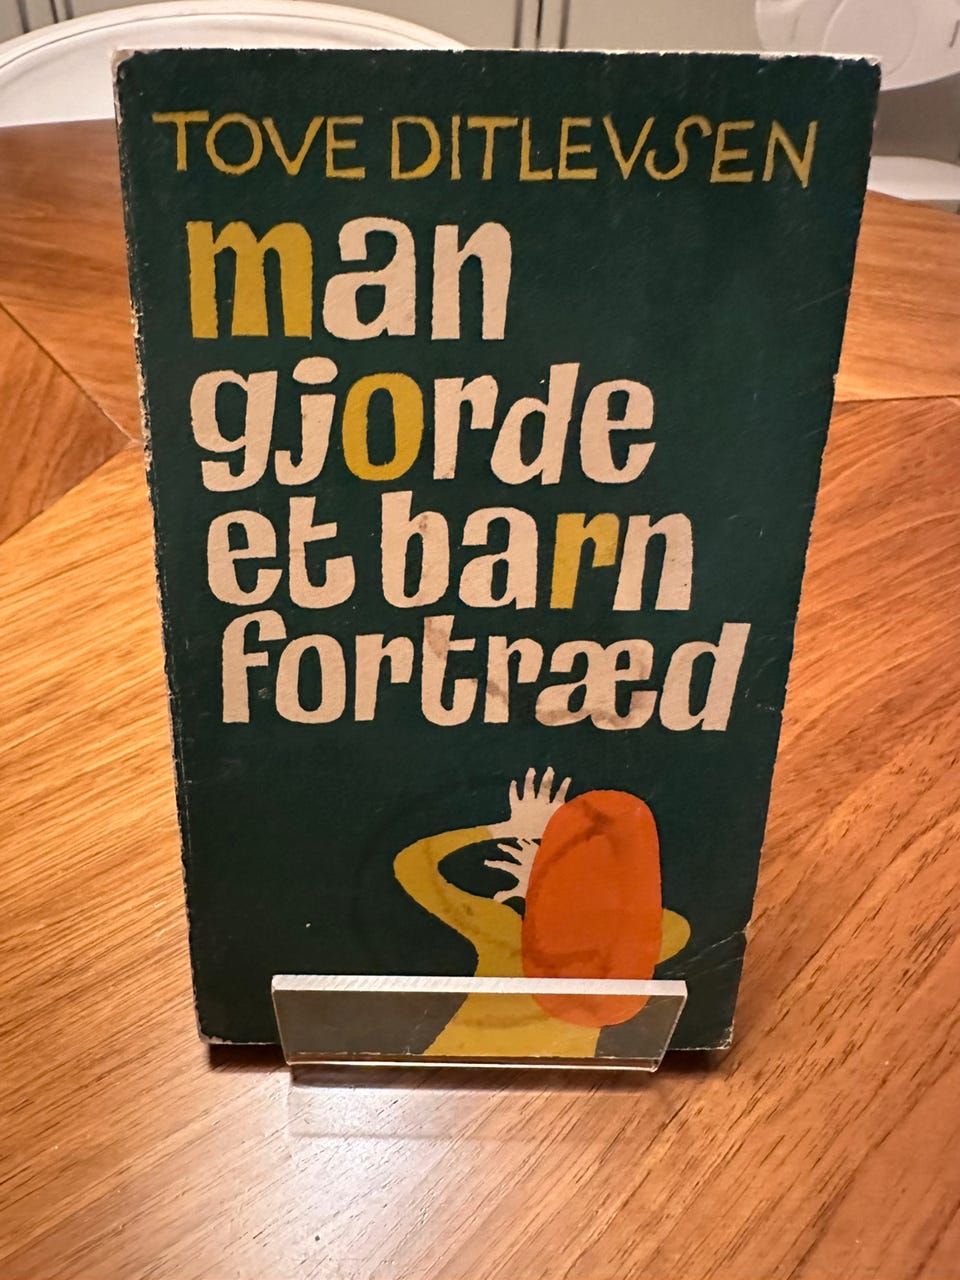 TOVE DITLEVSEN
man
gjorde
et barn
fortræd